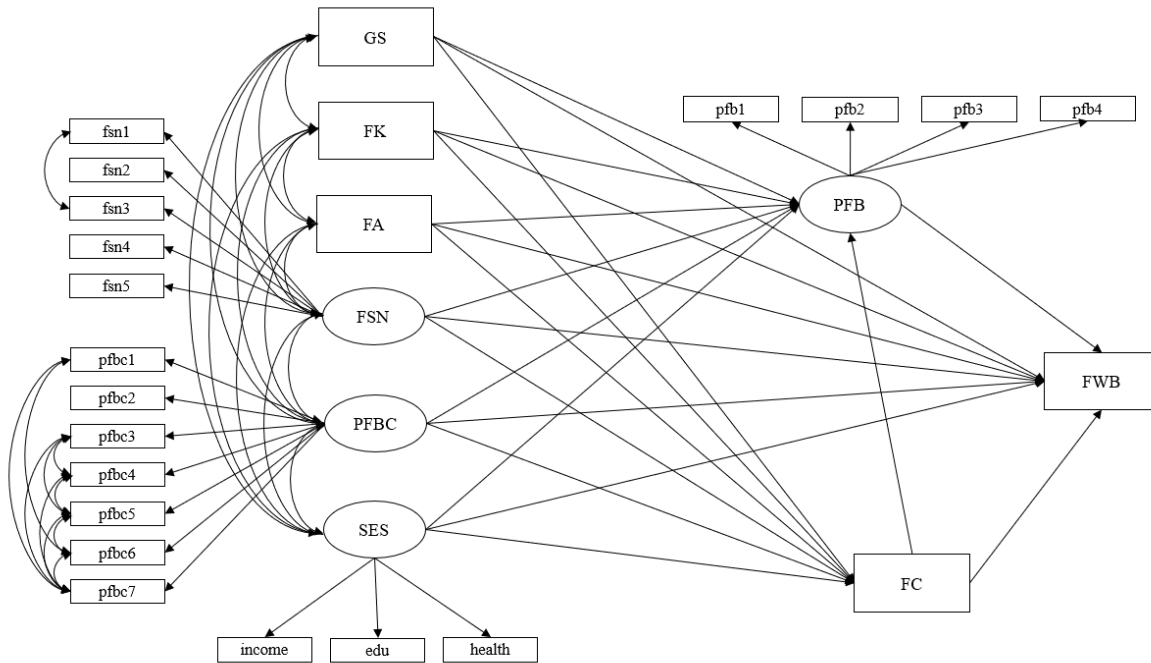 GS
FK
FA
FSN
PFBC
SES
fsn1
fsn2
fsn3
fsn4
fsn5
pfbc1
pfbc2
pfbc3
pfbc4
pfbc5
pfbc6
pfbc7
income
edu
health
pfb1
pfb2
pfb3
pfb4
PFB
FWB
FC